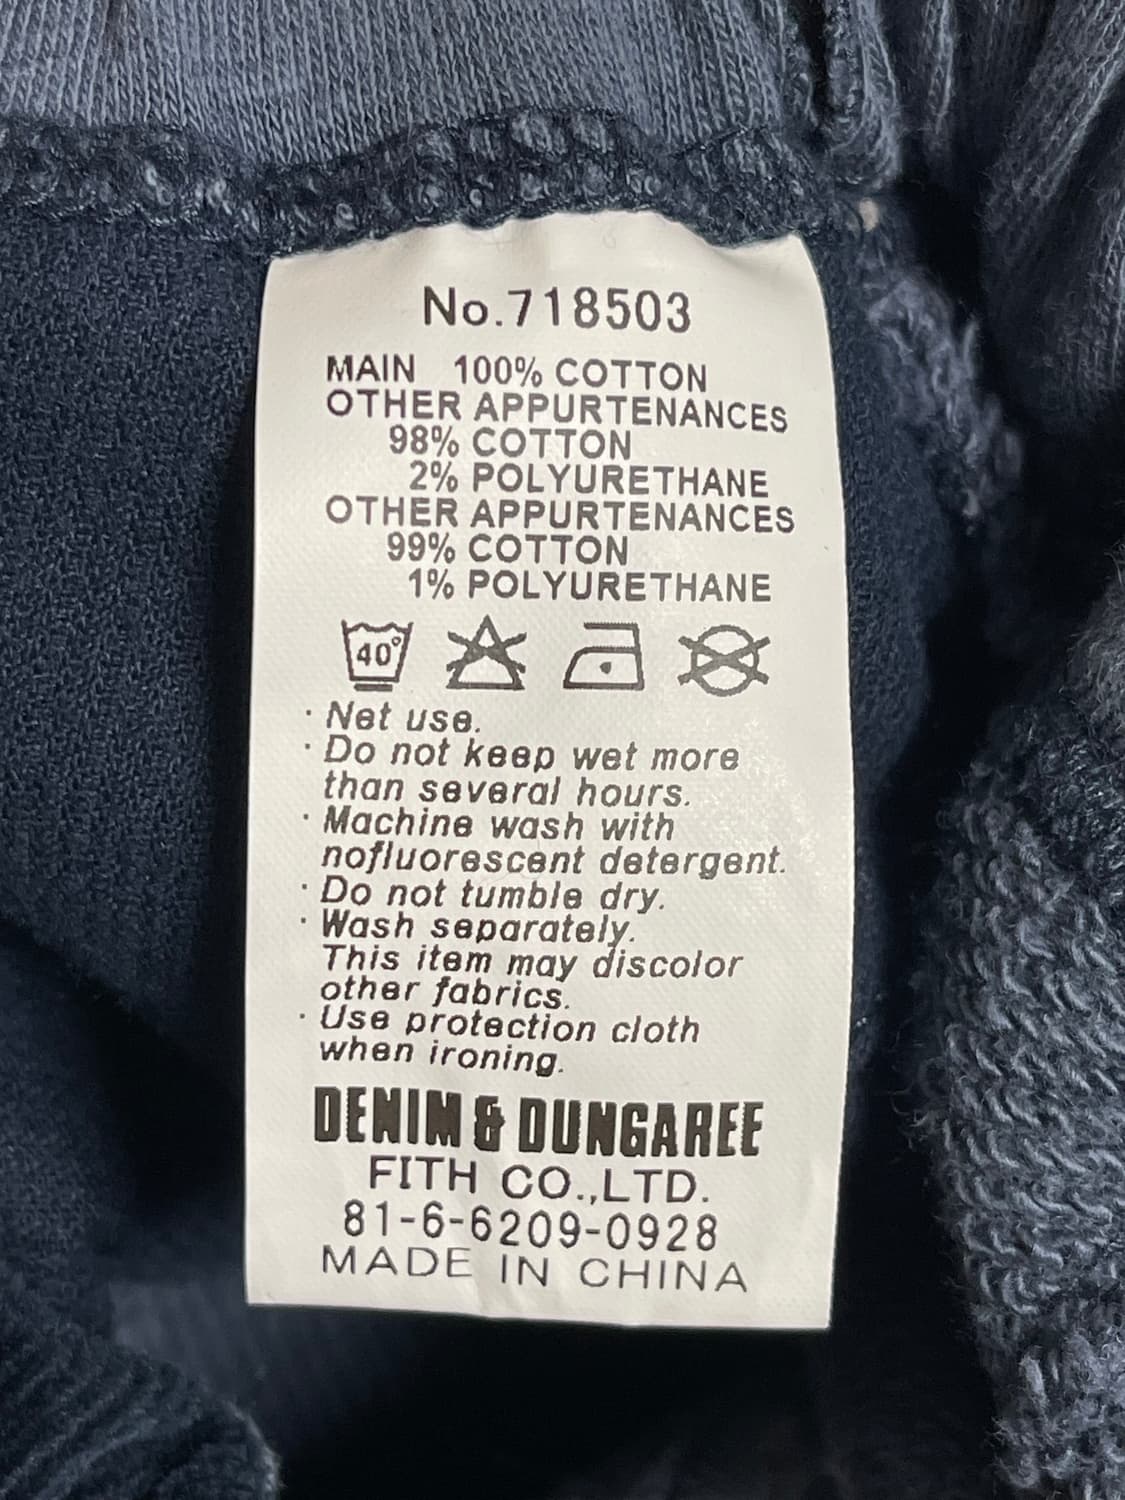 No.718503
MAIN 100% COTTON
OTHER APPURTENANCES
98% COTTON
2% POLYURETHANE
OTHER APPURTENANCES
99% COTTON
1% POLYURETHANE
40°
· Net use.
· Do not keep wet more
than several hours.
· Machine wash with
nofluorescent detergent.
· Do not tumble dry.
· Wash separately.
This item may discolor
other fabrics.
· Use protection cloth
when ironing.
DENIM & DUNGAREE
FITH CO.,LTD.
81-6-6209-0928
MADE IN CHINA